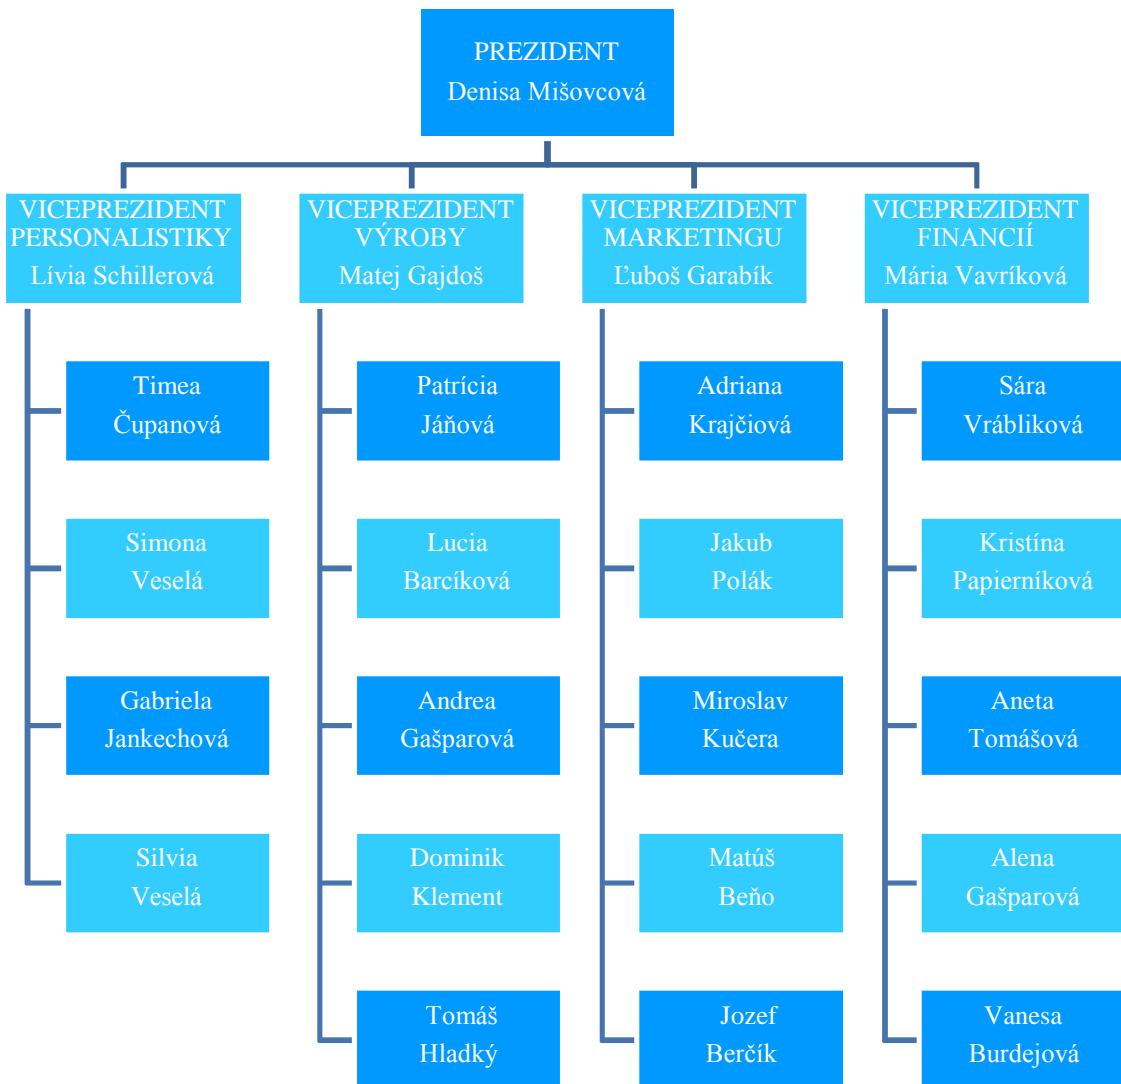 PREZIDENT
Denisa Mišovcová
VICEPREZIDENT
PERSONALISTIKY
Lívia Schillerová
VICEPREZIDENT
VÝROBY
Matej Gajdoš
VICEPREZIDENT
MARKETINGU
Ľuboš Garabík
VICEPREZIDENT
FINANCIÍ
Mária Vavríková
Timea
Čupanová
Simona
Veselá
Gabriela
Jankechová
Silvia
Veselá
Patrícia
Jáňová
Lucia
Barcíková
Andrea
Gašparová
Dominik
Klement
Tomáš
Hladký
Adriana
Krajčiová
Jakub
Polák
Miroslav
Kučera
Matúš
Beňo
Jozef
Berčík
Sára
Vrábliková
Kristína
Papierníková
Aneta
Tomášová
Alena
Gašparová
Vanesa
Burdejová